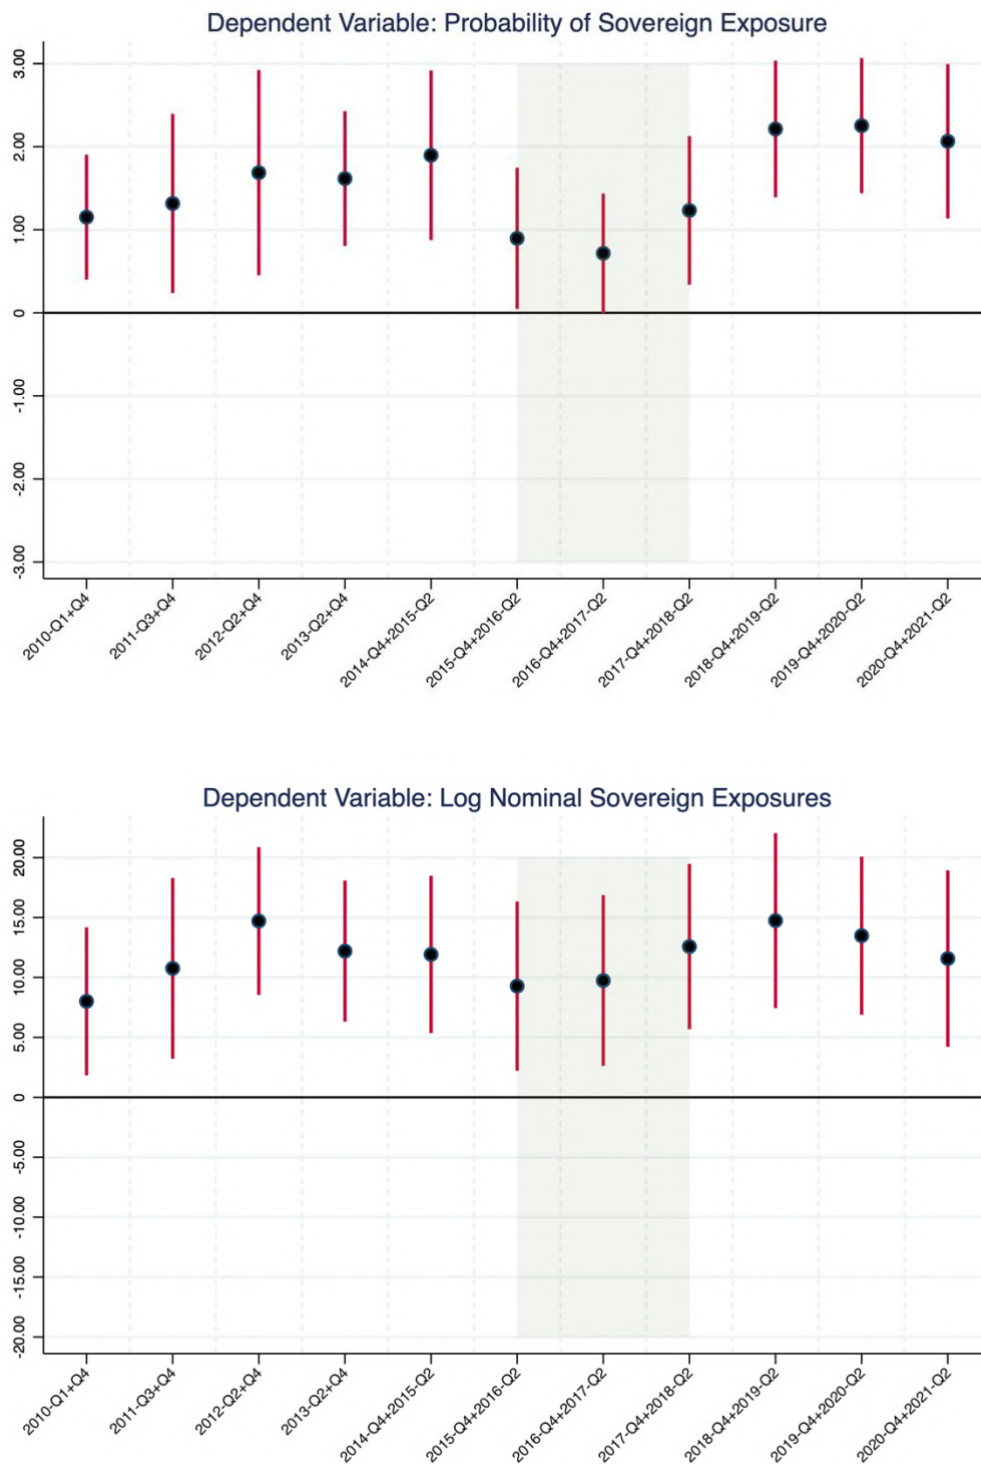 Dependent Variable: Probability of Sovereign Exposure
3.00
2.00
1.00
0
-1.00
-2.00
-3.00
2010-Q1+Q4
2011-Q3+Q4
2012-Q2+Q4
2013-Q2+Q4
2014-Q4+2015-Q2
2015-Q4+2016-Q2
2016-Q4+2017-Q2
2017-Q4+2018-Q2
2018-Q4+2019-Q2
2019-Q4+2020-Q2
2020-Q4+2021-Q2
Dependent Variable: Log Nominal Sovereign Exposures
20.00
15.00
10.00
5.00
0
-5.00
-10.00
-15.00
-20.00
2010-Q1+Q4
2011-Q3+Q4
2012-Q2+Q4
2013-Q2+Q4
2014-Q4+2015-Q2
2015-Q4+2016-Q2
2016-Q4+2017-Q2
2017-Q4+2018-Q2
2018-Q4+2019-Q2
2019-Q4+2020-Q2
2020-Q4+2021-Q2